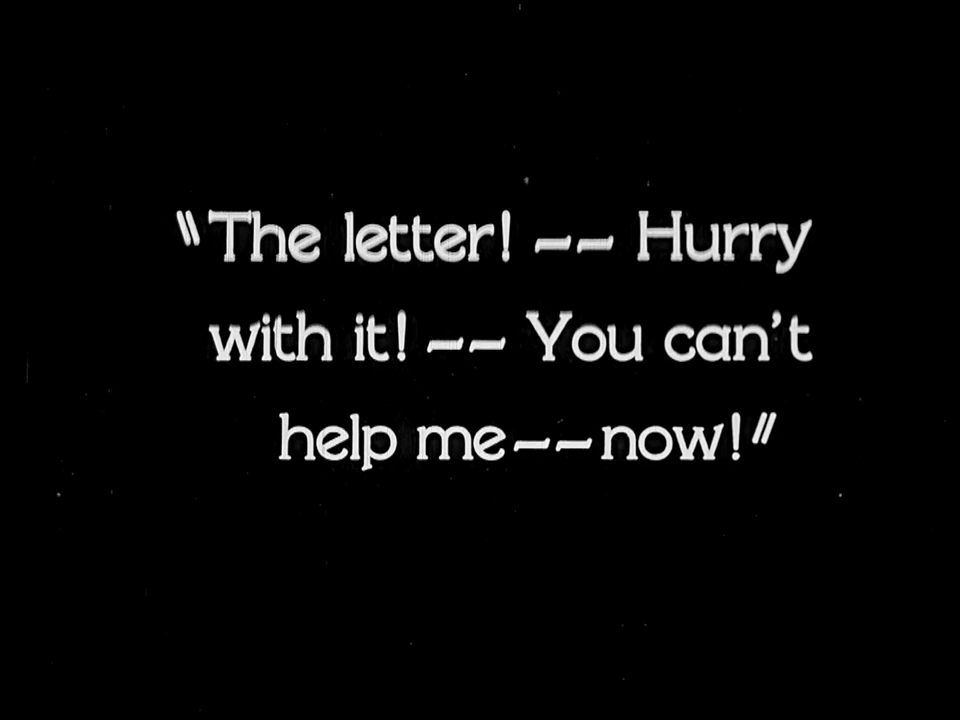 "The letter! -- Hurry
with it! -- You can't
help me--now!"